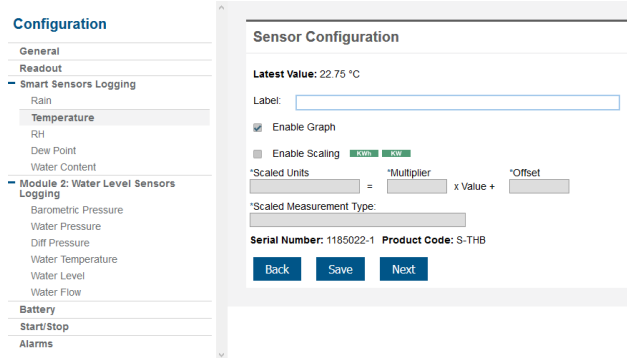 Configuration
General
Readout
Smart Sensors Logging
Rain
Temperature
RH
Dew Point
Water Content
Module 2: Water Level Sensors
Logging
Barometric Pressure
Water Pressure
Diff Pressure
Water Temperature
Water Level
Water Flow
Battery
Start/Stop
Alarms
Sensor Configuration
Latest Value: 22.75 °C
Label:
Enable Graph
Enable Scaling KWh KW
*Scaled Units *Multiplier *Offset
= x Value +
*Scaled Measurement Type:
Serial Number: 1185022-1 Product Code: S-THB
Back Save Next